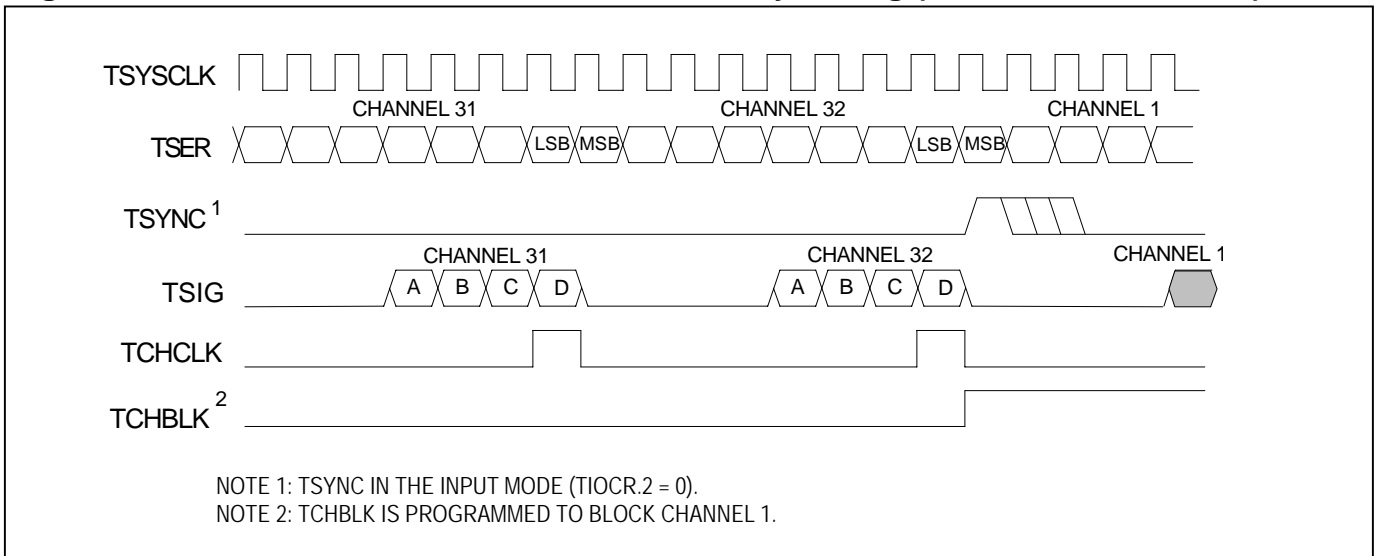 TSYSCLK
CHANNEL 31 CHANNEL 32 CHANNEL 1
TSER LSB MSB LSB MSB
TSYNC 1
CHANNEL 31 CHANNEL 32 CHANNEL 1
TSIG A B C D A B C D
TCHCLK
TCHBLK 2
NOTE 1: TSYNC IN THE INPUT MODE (TIOCR.2 = 0).
NOTE 2: TCHBLK IS PROGRAMMED TO BLOCK CHANNEL 1.